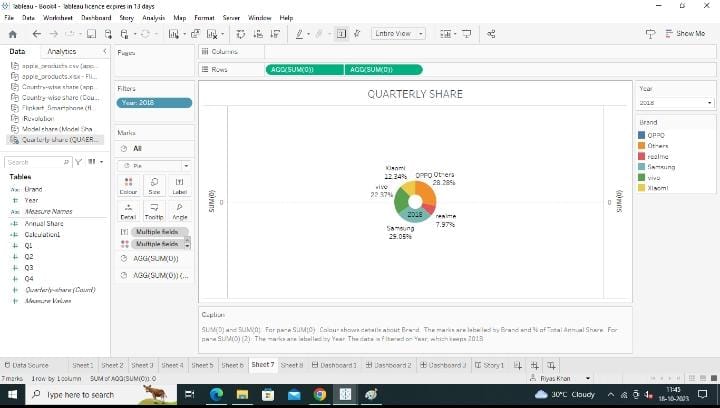 Tableau - Book4 - Tableau licence expires in 13 days
File Data Worksheet Dashboard Story Analysis Map Format Server Window Help
Entire View
Show Me
Data Analytics
apple_products.csv (app...
apple_products.xlsx - Fli...
Country-wise share (app...
Country-wise share (Cou...
Flipkart_Smartphone (fl...
iRevolution
Model share (Model Sha...
Quarterly-share (QUAER...
Search
Tables
Abc Brand
Abc Year
Abc Measure Names
Annual Share
Calculation1
Q1
Q2
Q3
Q4
Quarterly-share (Count)
Measure Values
Pages
Filters
Year: 2018
Marks
All
Pie
Colour Size Label
Detail Tooltip Angle
Multiple fields
Multiple fields
AGG(SUM(0))
AGG(SUM(0)) (...
Columns
Rows AGG(SUM(0)) AGG(SUM(0))
QUARTERLY SHARE
SUM(0)
0
Xiaomi
12.34%
OPPO Others
28.28%
vivo
22.37%
2018
realme
7.97%
Samsung
29.05%
0
SUM(0)
Caption
SUM(0) and SUM(0). For pane SUM(0): Colour shows details about Brand. The marks are labelled by Brand and % of Total Annual Share. For
pane SUM(0) (2): The marks are labelled by Year. The data is filtered on Year, which keeps 2018.
Year
2018
Brand
OPPO
Others
realme
Samsung
vivo
Xiaomi
Data Source Sheet 1 Sheet 2 Sheet 3 Sheet 4 Sheet 5 Sheet 6 Sheet 7 Sheet 8 Dashboard 1 Dashboard 2 Dashboard 3 Story 1
7 marks 1 row by 1 column SUM of AGG(SUM(0)): 0 Riyas Khan
Type here to search
30°C Cloudy
11:45
18-10-2023